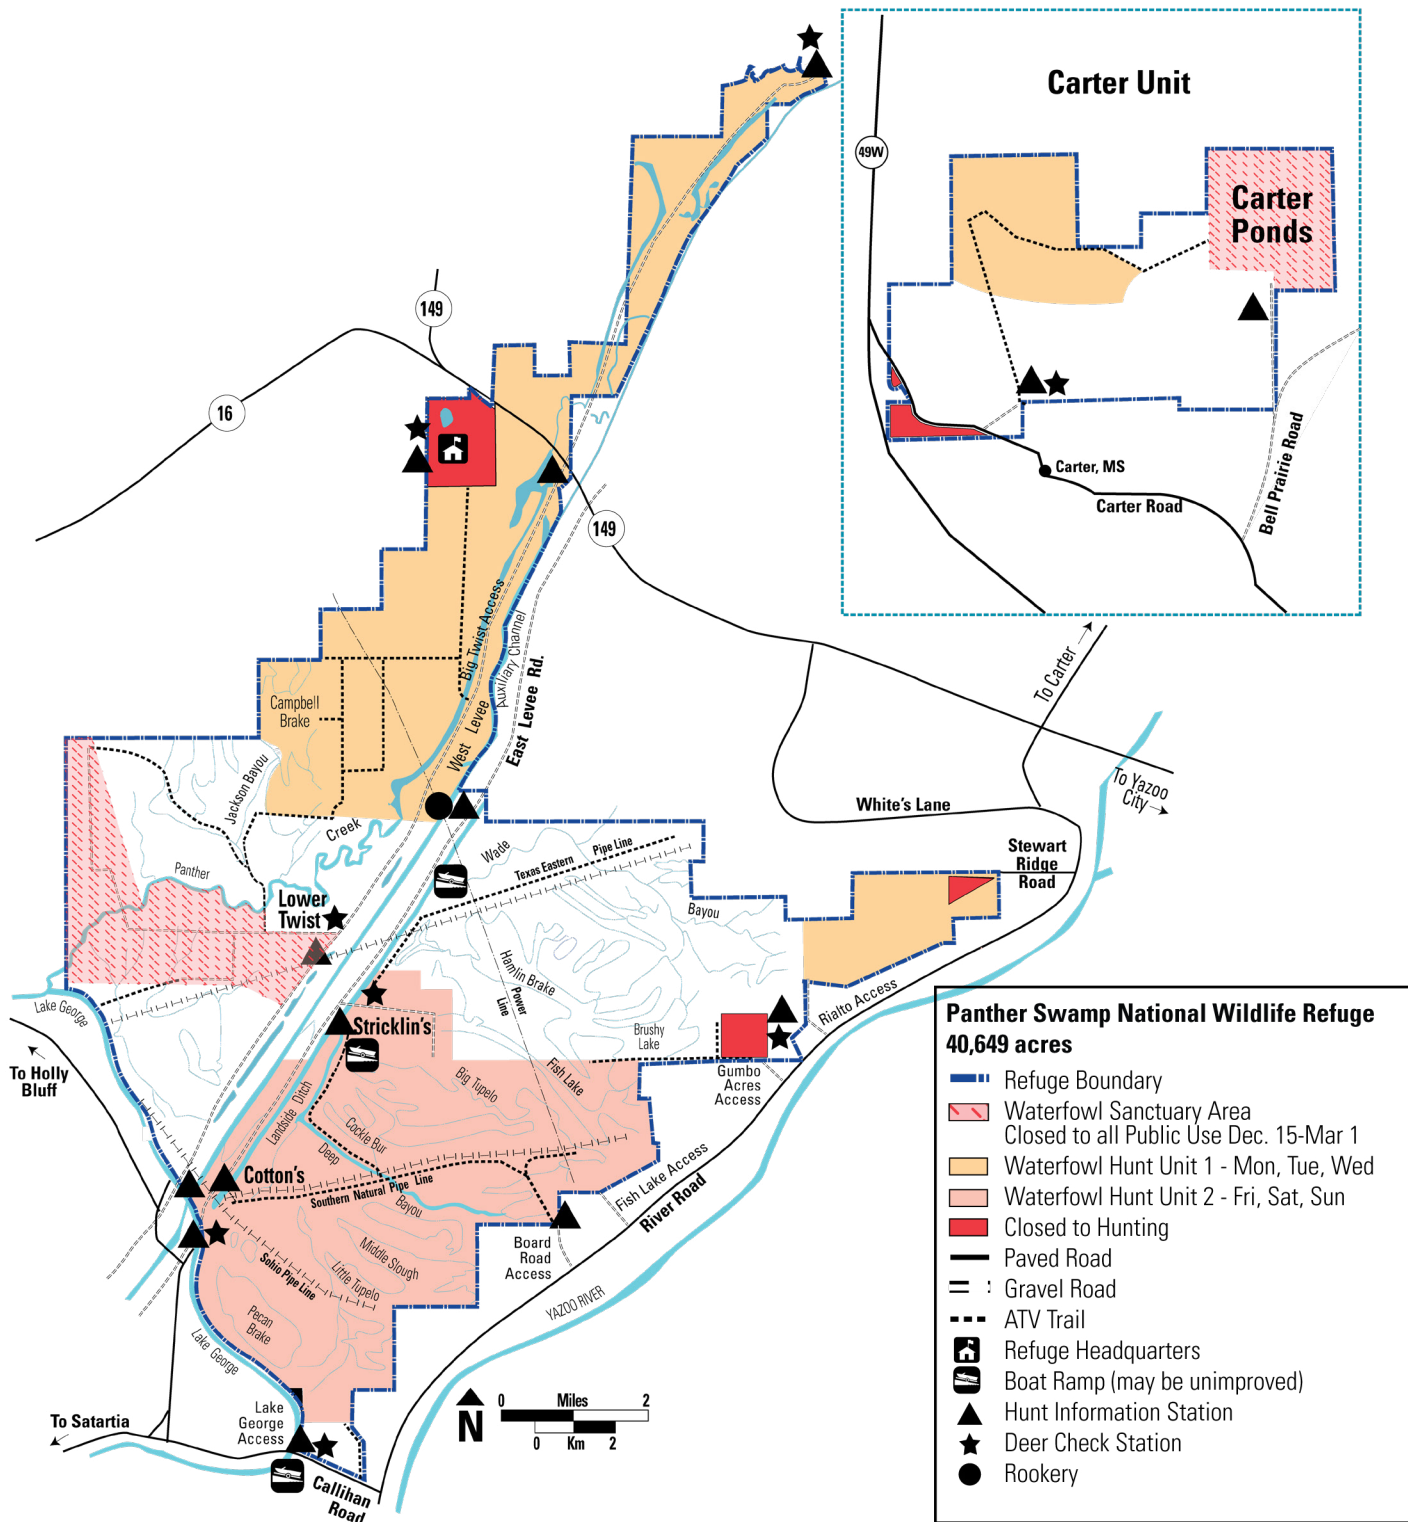 Carter Unit
49W
Carter
Ponds
Carter, MS
Carter Road
Bell Prairie Road
149
16
149
Big Twist Access
Auxiliary Channel
West Levee
East Levee Rd.
Campbell
Brake
Jackson Bayou
Creek
Panther
Lower
Twist
Wade
Texas Eastern Pipe Line
Bayou
White's Lane
To Carter
To Yazoo
City
Stewart
Ridge
Road
Hamlin Brake
Power
Line
Brushy
Lake
Fish Lake
Rialto Access
Gumbo
Acres
Access
Lake George
To Holly
Bluff
Stricklin's
Landside Ditch
Big Tupelo
Cockle Bur
Deep
Bayou
Cotton's
Southern Natural Pipe Line
Fish Lake Access
River Road
Board
Road
Access
Middle Slough
Little Tupelo
Sohio Pipe Line
Pecan
Brake
Lake George
YAZOO RIVER
To Satartia
Lake
George
Access
Callihan
Road
N
0 Miles 2
0 Km 2
Panther Swamp National Wildlife Refuge
40,649 acres
Refuge Boundary
Waterfowl Sanctuary Area
Closed to all Public Use Dec. 15-Mar 1
Waterfowl Hunt Unit 1 - Mon, Tue, Wed
Waterfowl Hunt Unit 2 - Fri, Sat, Sun
Closed to Hunting
Paved Road
Gravel Road
ATV Trail
Refuge Headquarters
Boat Ramp (may be unimproved)
Hunt Information Station
Deer Check Station
Rookery